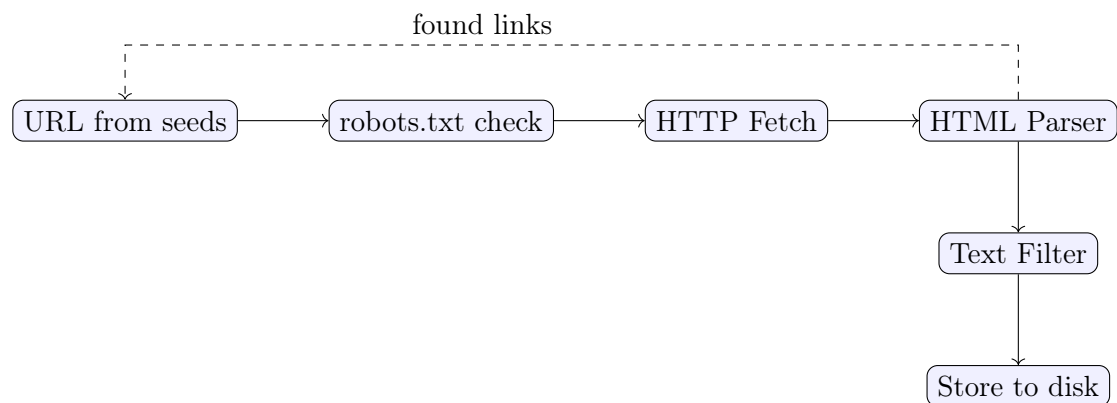 found links
URL from seeds
robots.txt check
HTTP Fetch
HTML Parser
Text Filter
Store to disk